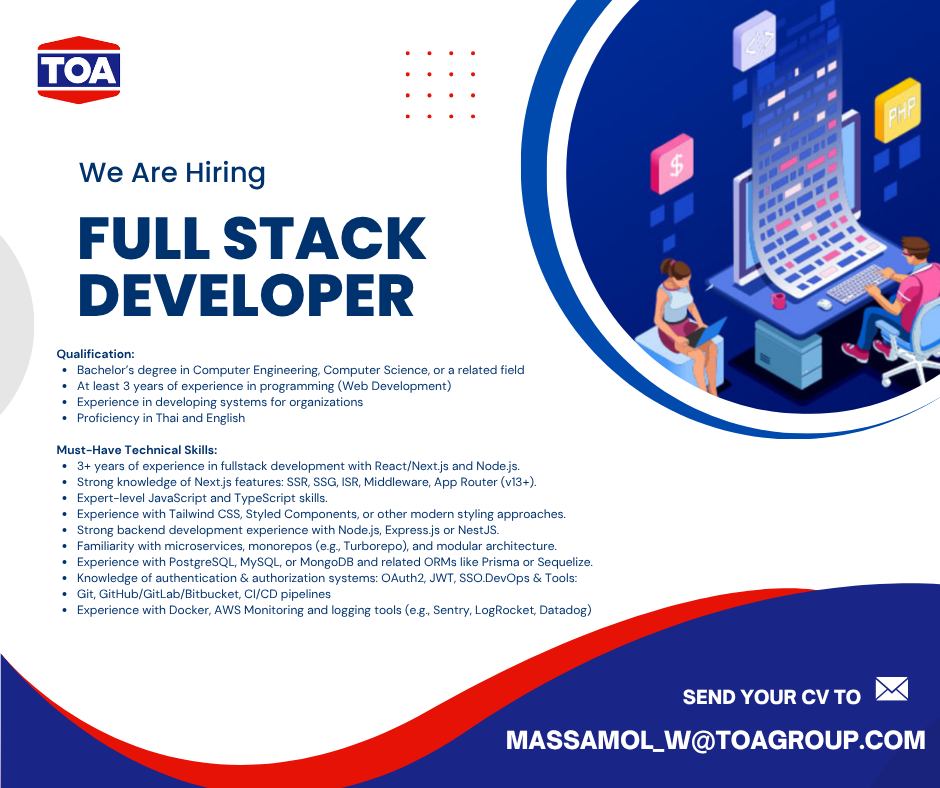 TOA
We Are Hiring
FULL STACK
DEVELOPER
Qualification:
• Bachelor's degree in Computer Engineering, Computer Science, or a related field
• At least 3 years of experience in programming (Web Development)
• Experience in developing systems for organizations
• Proficiency in Thai and English
Must-Have Technical Skills:
• 3+ years of experience in fullstack development with React/Next.js and Node.js.
• Strong knowledge of Next.js features: SSR, SSG, ISR, Middleware, App Router (v13+).
• Expert-level JavaScript and TypeScript skills.
• Experience with Tailwind CSS, Styled Components, or other modern styling approaches.
• Strong backend development experience with Node.js, Express.js or NestJS.
• Familiarity with microservices, monorepos (e.g., Turborepo), and modular architecture.
• Experience with PostgreSQL, MySQL, or MongoDB and related ORMs like Prisma or Sequelize.
• Knowledge of authentication & authorization systems: OAuth2, JWT, SSO.DevOps & Tools:
• Git, GitHub/GitLab/Bitbucket, CI/CD pipelines
• Experience with Docker, AWS Monitoring and logging tools (e.g., Sentry, LogRocket, Datadog)
</>
PHP
$
SEND YOUR CV TO
MASSAMOL_W@TOAGROUP.COM